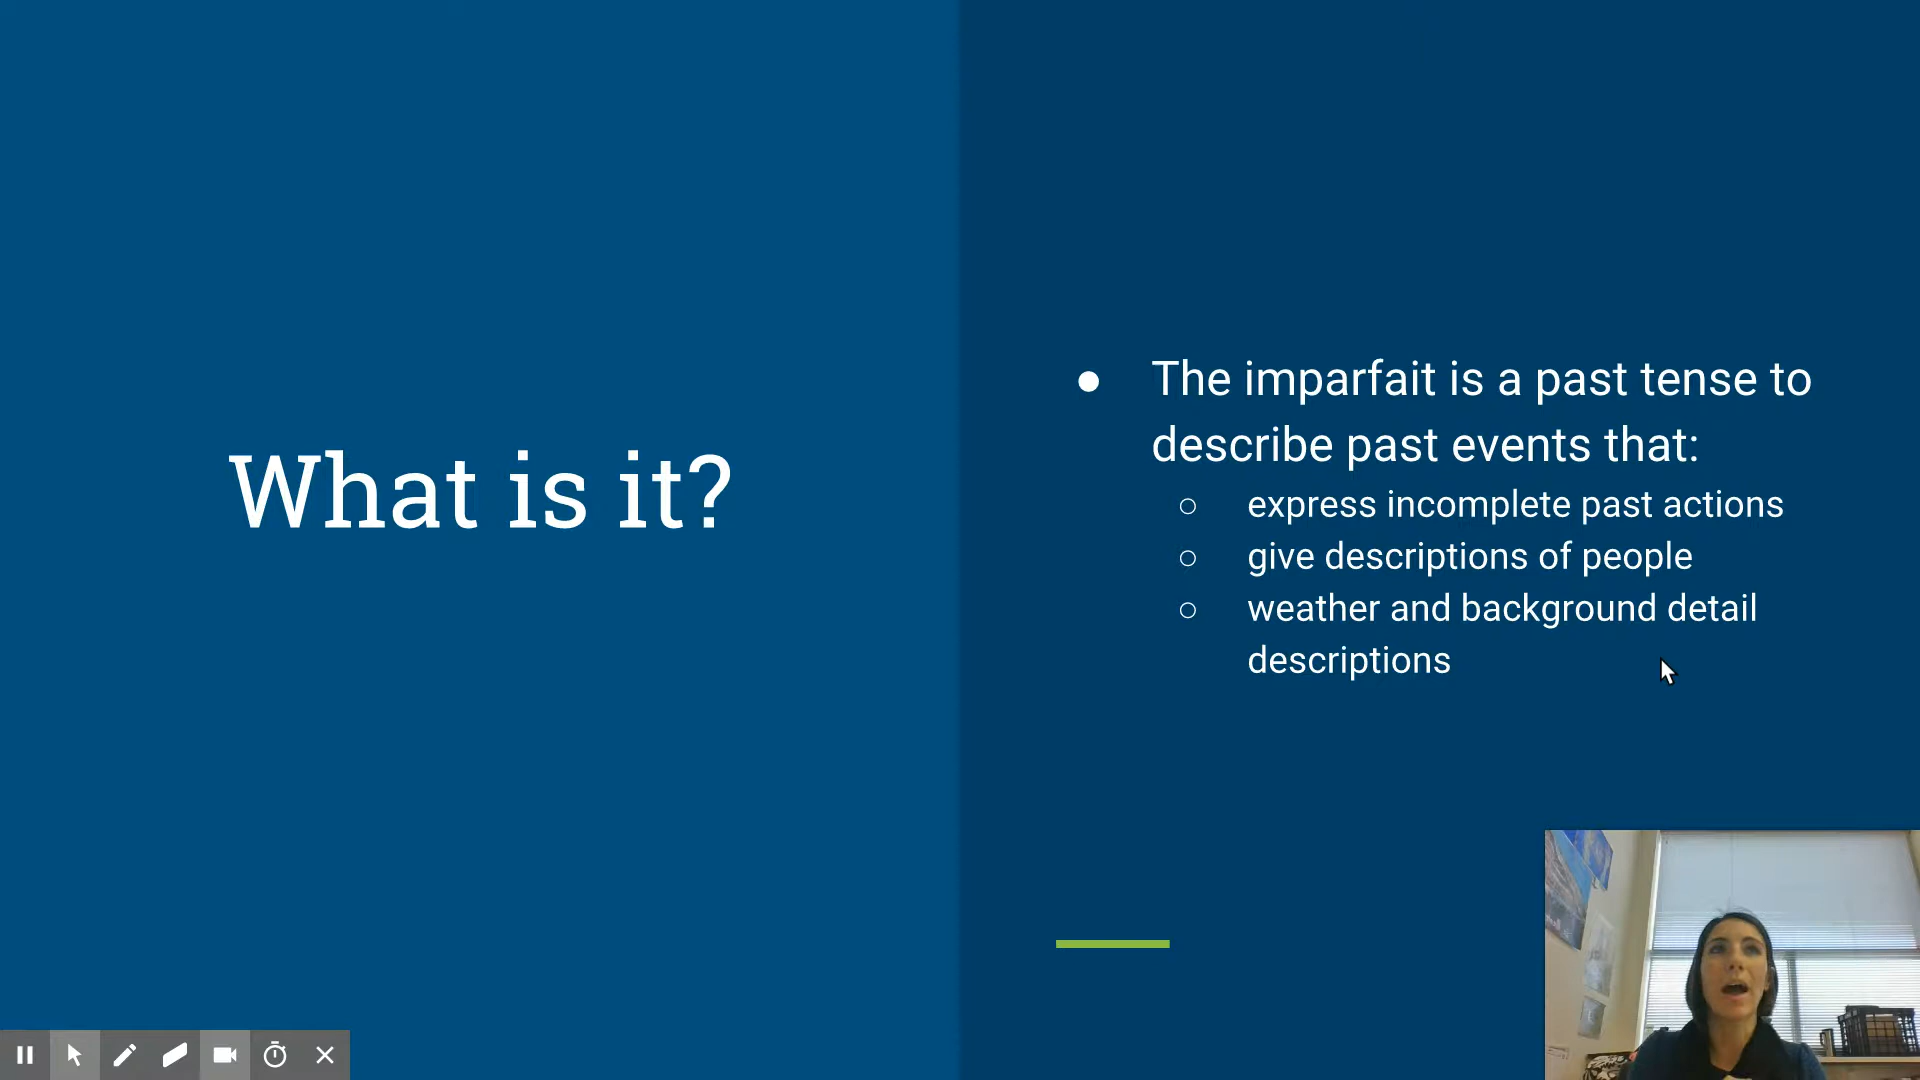 What is it?
● The imparfait is a past tense to
describe past events that:
○ express incomplete past actions
○ give descriptions of people
○ weather and background detail
descriptions